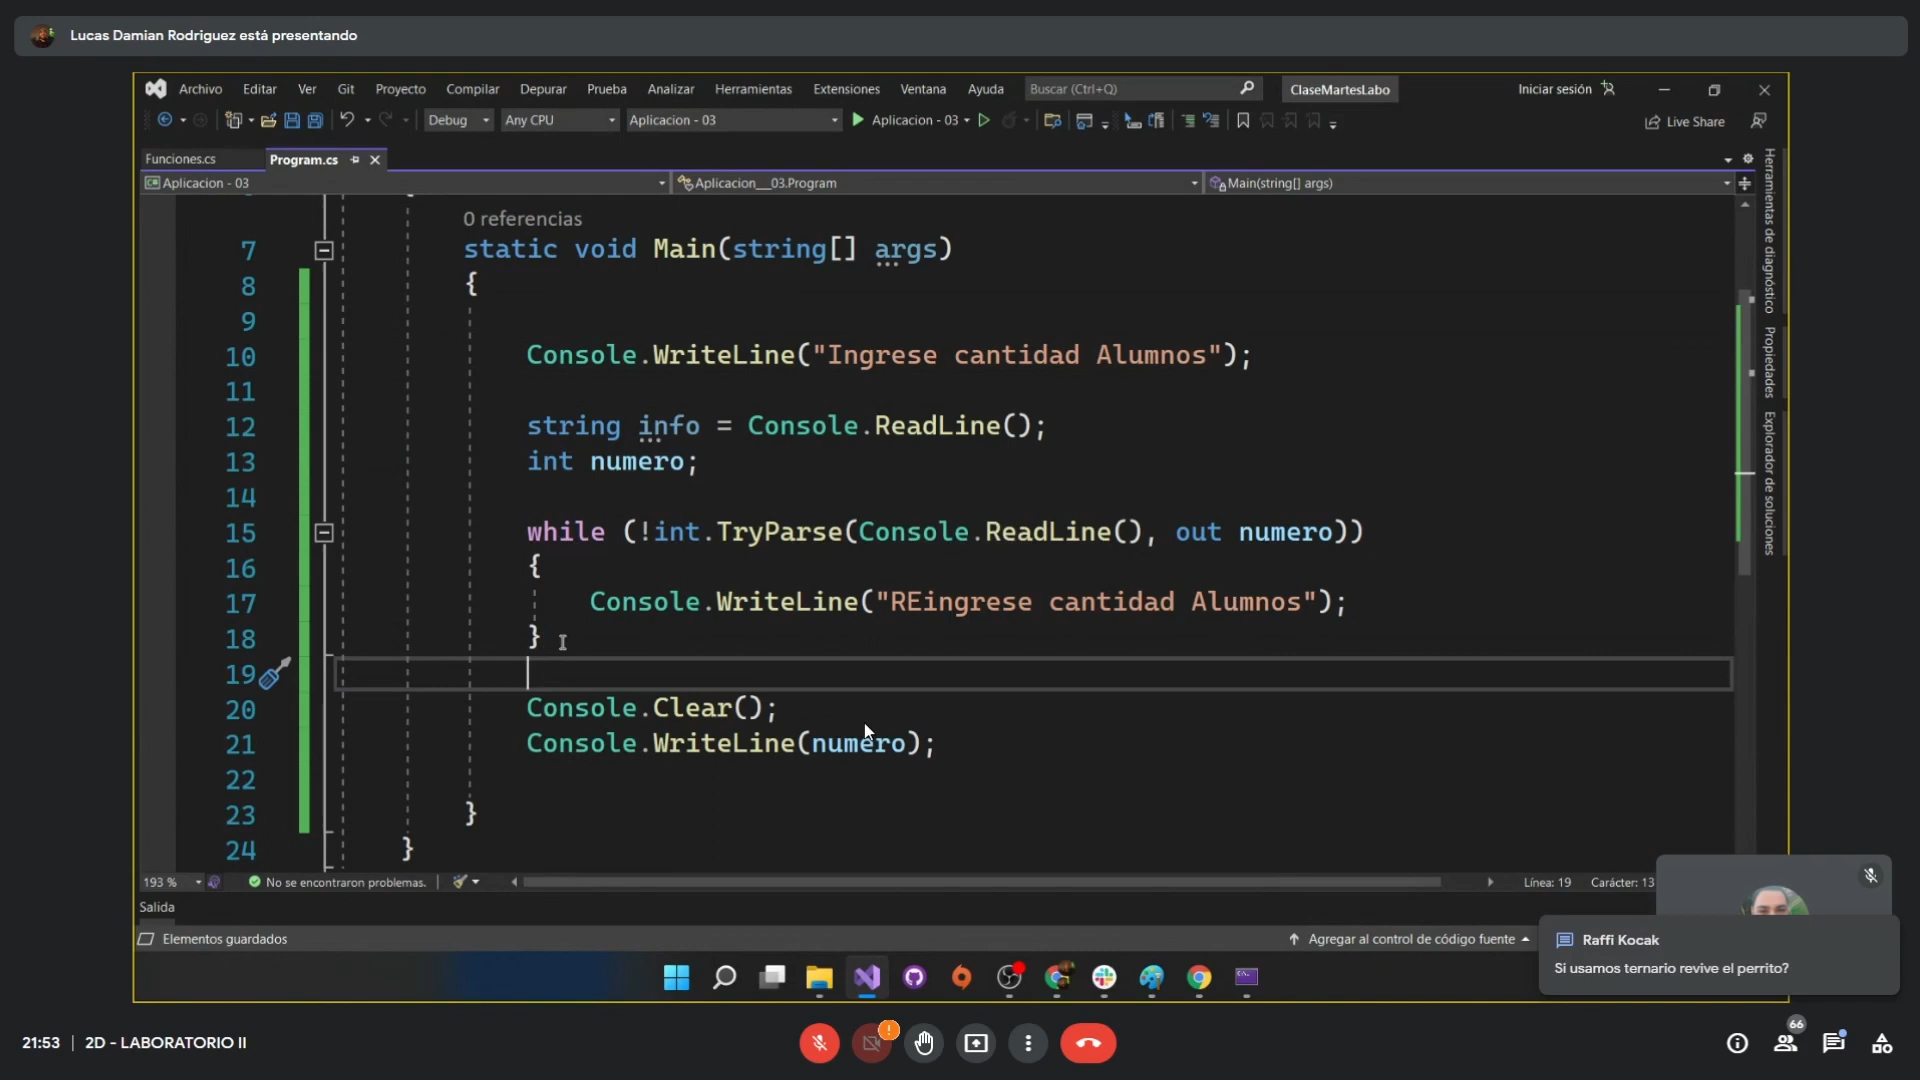 Lucas Damian Rodriguez está presentando
Archivo Editar Ver Git Proyecto Compilar Depurar Prueba Analizar Herramientas Extensiones Ventana Ayuda Buscar (Ctrl+Q) ClaseMartesLabo Iniciar sesión
Debug Any CPU Aplicacion - 03 Aplicacion - 03 Live Share
Funciones.cs Program.cs
Aplicacion - 03 Aplicacion__03.Program Main(string[] args)
0 referencias
7 static void Main(string[] args)
8 {
9
10 Console.WriteLine("Ingrese cantidad Alumnos");
11
12 string info = Console.ReadLine();
13 int numero;
14
15 while (!int.TryParse(Console.ReadLine(), out numero))
16 {
17 Console.WriteLine("REingrese cantidad Alumnos");
18 }
19
20 Console.Clear();
21 Console.WriteLine(numero);
22
23 }
24 }
Herramientas de diagnóstico
Propiedades
Explorador de soluciones
193 % No se encontraron problemas. Línea: 19 Carácter: 13
Salida
Elementos guardados Agregar al control de código fuente
Raffi Kocak
Si usamos ternario revive el perrito?
21:53 | 2D - LABORATORIO II
66